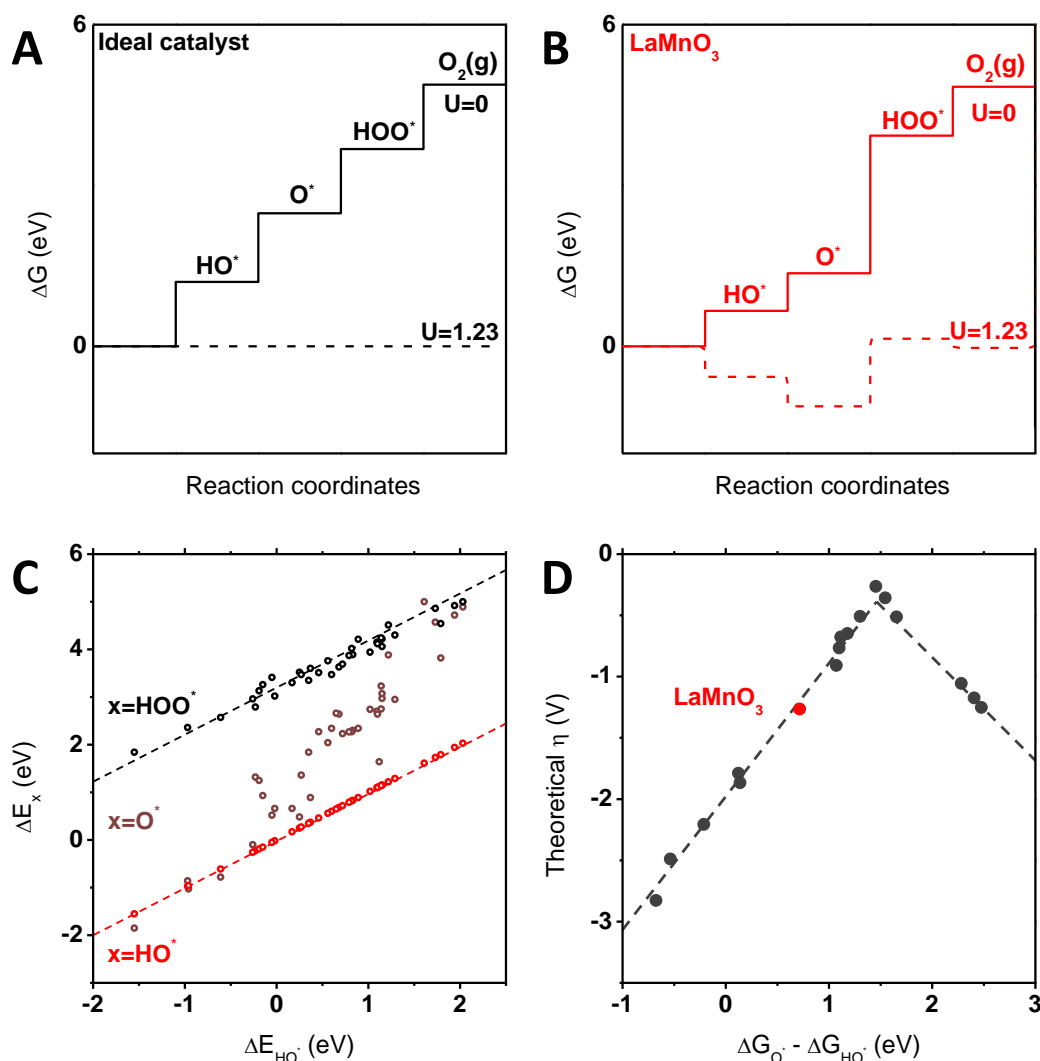 A
6
Ideal catalyst
O2(g)
U=0
HOO*
O*
HO*
U=1.23
0
ΔG (eV)
Reaction coordinates
B
6
LaMnO3
O2(g)
U=0
HOO*
O*
HO*
U=1.23
0
ΔG (eV)
Reaction coordinates
C
6
4
2
0
-2
x=HOO*
x=O*
x=HO*
ΔEx (eV)
-2 -1 0 1 2
ΔEHO* (eV)
D
0
-1
-2
-3
LaMnO3
Theoretical η (V)
-1 0 1 2 3
ΔGO* - ΔGHO* (eV)